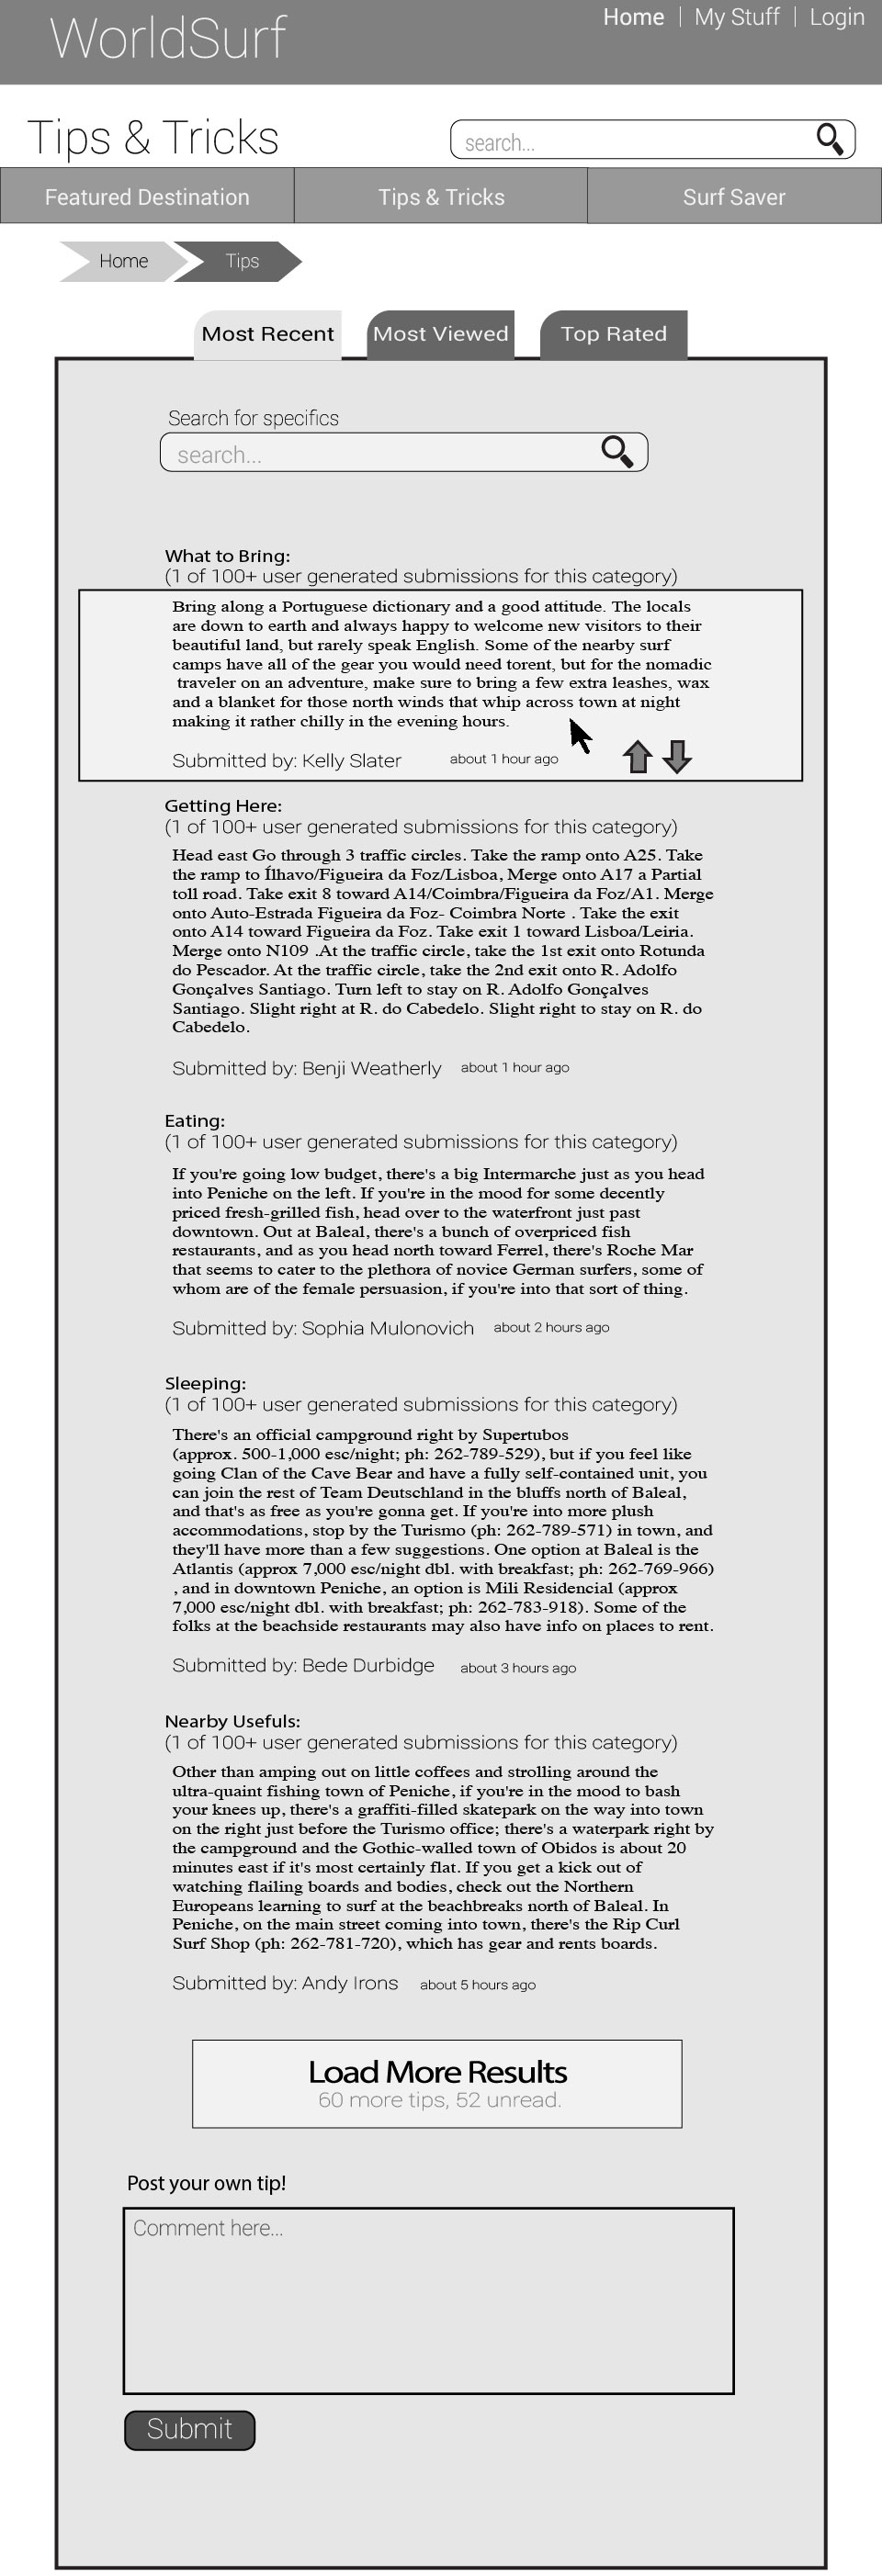 WorldSurf
Home | My Stuff | Login
Tips & Tricks
search...
Featured Destination
Tips & Tricks
Surf Saver
Home
Tips
Most Recent
Most Viewed
Top Rated
Search for specifics
search...
What to Bring:
(1 of 100+ user generated submissions for this category)
Bring along a Portuguese dictionary and a good attitude. The locals
are down to earth and always happy to welcome new visitors to their
beautiful land, but rarely speak English. Some of the nearby surf
camps have all of the gear you would need torent, but for the nomadic
traveler on an adventure, make sure to bring a few extra leashes, wax
and a blanket for those north winds that whip across town at night
making it rather chilly in the evening hours.
Submitted by: Kelly Slater about 1 hour ago
Getting Here:
(1 of 100+ user generated submissions for this category)
Head east Go through 3 traffic circles. Take the ramp onto A25. Take
the ramp to Ílhavo/Figueira da Foz/Lisboa, Merge onto A17 a Partial
toll road. Take exit 8 toward A14/Coimbra/Figueira da Foz/A1. Merge
onto Auto-Estrada Figueira da Foz- Coimbra Norte . Take the exit
onto A14 toward Figueira da Foz. Take exit 1 toward Lisboa/Leiria.
Merge onto N109 .At the traffic circle, take the 1st exit onto Rotunda
do Pescador. At the traffic circle, take the 2nd exit onto R. Adolfo
Gonçalves Santiago. Turn left to stay on R. Adolfo Gonçalves
Santiago. Slight right at R. do Cabedelo. Slight right to stay on R. do
Cabedelo.
Submitted by: Benji Weatherly about 1 hour ago
Eating:
(1 of 100+ user generated submissions for this category)
If you're going low budget, there's a big Intermarche just as you head
into Peniche on the left. If you're in the mood for some decently
priced fresh-grilled fish, head over to the waterfront just past
downtown. Out at Baleal, there's a bunch of overpriced fish
restaurants, and as you head north toward Ferrel, there's Roche Mar
that seems to cater to the plethora of novice German surfers, some of
whom are of the female persuasion, if you're into that sort of thing.
Submitted by: Sophia Mulonovich about 2 hours ago
Sleeping:
(1 of 100+ user generated submissions for this category)
There's an official campground right by Supertubos
(approx. 500-1,000 esc/night; ph: 262-789-529), but if you feel like
going Clan of the Cave Bear and have a fully self-contained unit, you
can join the rest of Team Deutschland in the bluffs north of Baleal,
and that's as free as you're gonna get. If you're into more plush
accommodations, stop by the Turismo (ph: 262-789-571) in town, and
they'll have more than a few suggestions. One option at Baleal is the
Atlantis (approx 7,000 esc/night dbl. with breakfast; ph: 262-769-966)
, and in downtown Peniche, an option is Mili Residencial (approx
7,000 esc/night dbl. with breakfast; ph: 262-783-918). Some of the
folks at the beachside restaurants may also have info on places to rent.
Submitted by: Bede Durbidge about 3 hours ago
Nearby Usefuls:
(1 of 100+ user generated submissions for this category)
Other than amping out on little coffees and strolling around the
ultra-quaint fishing town of Peniche, if you're in the mood to bash
your knees up, there's a graffiti-filled skatepark on the way into town
on the right just before the Turismo office; there's a waterpark right by
the campground and the Gothic-walled town of Obidos is about 20
minutes east if it's most certainly flat. If you get a kick out of
watching flailing boards and bodies, check out the Northern
Europeans learning to surf at the beachbreaks north of Baleal. In
Peniche, on the main street coming into town, there's the Rip Curl
Surf Shop (ph: 262-781-720), which has gear and rents boards.
Submitted by: Andy Irons about 5 hours ago
Load More Results
60 more tips, 52 unread.
Post your own tip!
Comment here...
Submit